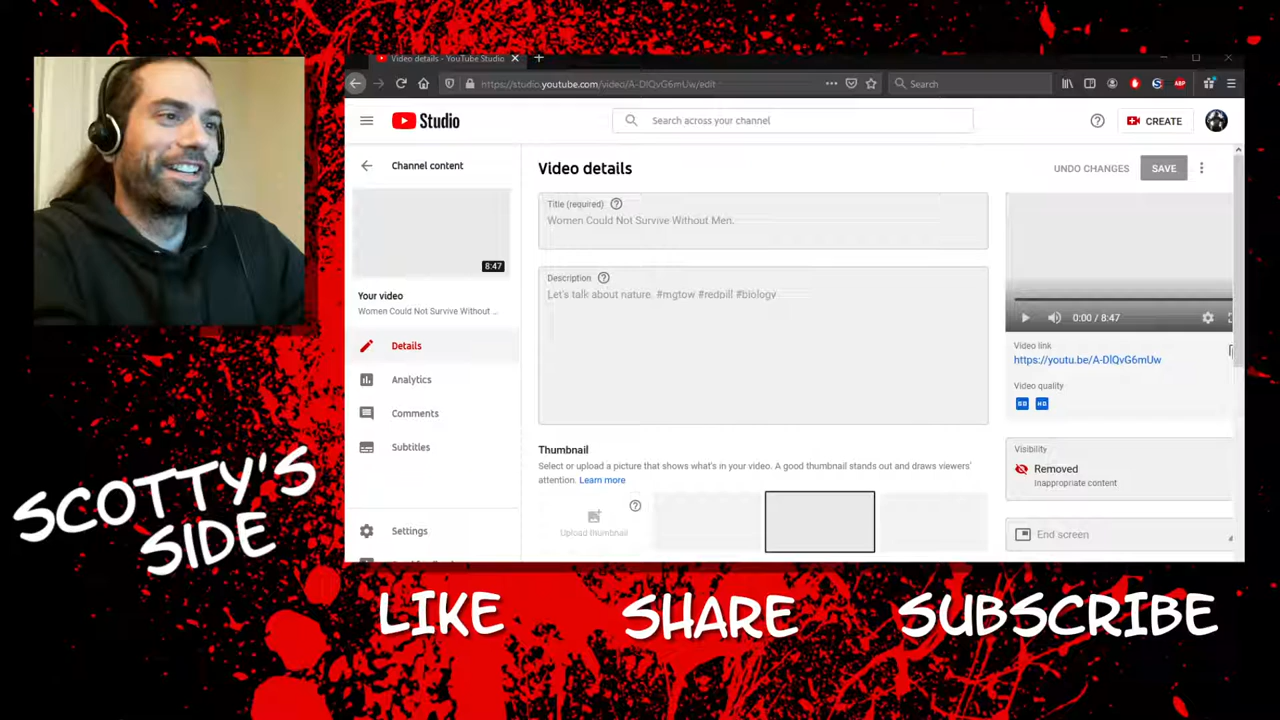 Video details - YouTube Studio
https://studio.youtube.com/video/A-DlQvG6mUw/edit
Search
ABP
Studio
Search across your channel
CREATE
Channel content
8:47
Your video
Women Could Not Survive Without ...
Details
Analytics
Comments
Subtitles
Settings
Video details
UNDO CHANGES
SAVE
Title (required)
Women Could Not Survive Without Men.
Description
Let's talk about nature. #mgtow #redpill #biology
Thumbnail
Select or upload a picture that shows what's in your video. A good thumbnail stands out and draws viewers'
attention. Learn more
Upload thumbnail
0:00 / 8:47
Video link
https://youtu.be/A-DlQvG6mUw
Video quality
SD HD
Visibility
Removed
Inappropriate content
End screen
SCOTTY'S
SIDE
LIKE
SHARE
SUBSCRIBE